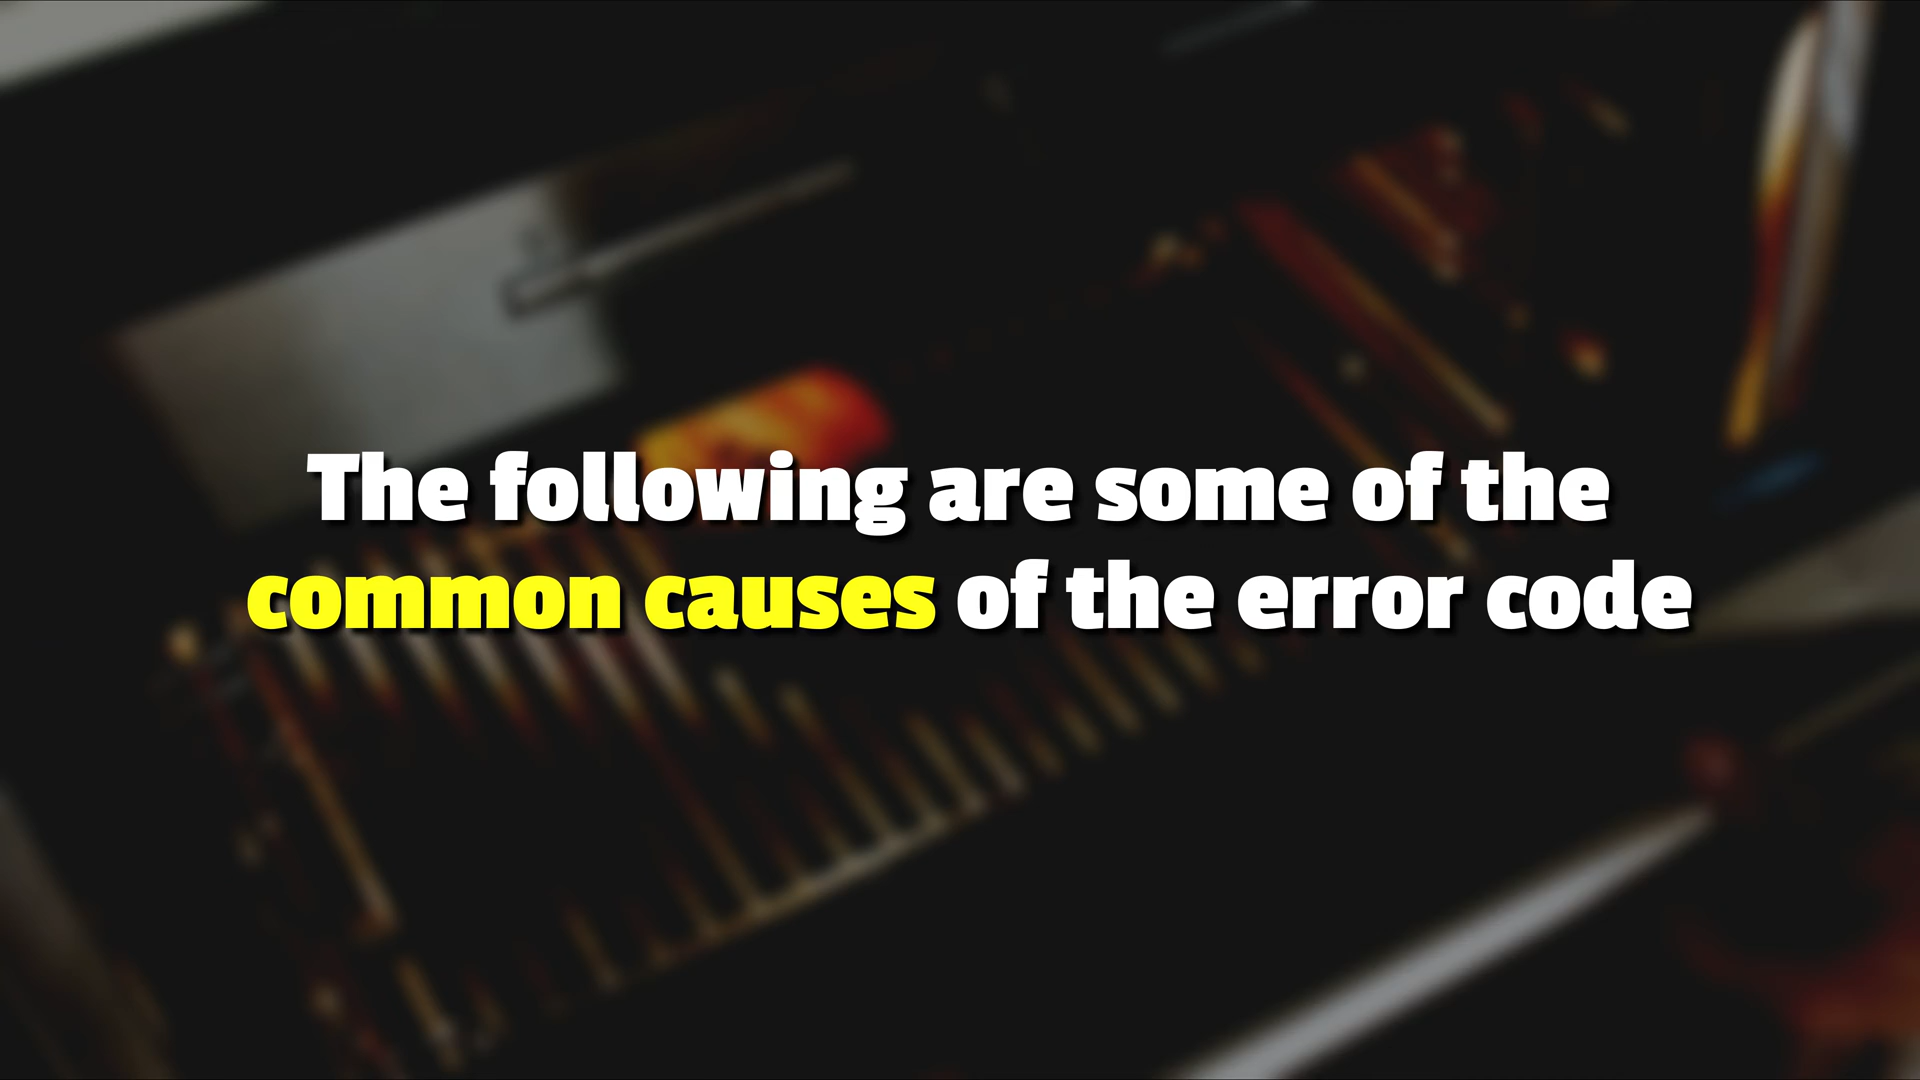 The following are some of the
common causes of the error code